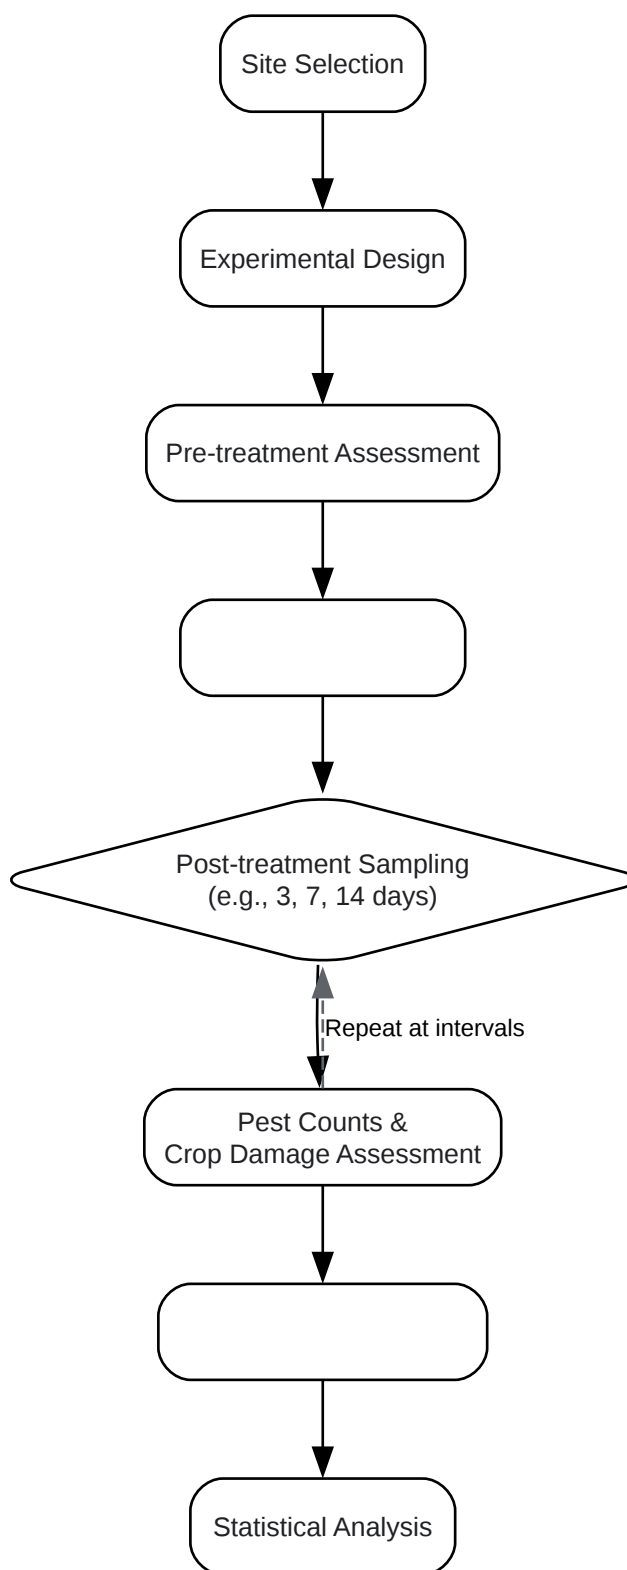 Site Selection
Experimental Design
Pre-treatment Assessment
Post-treatment Sampling
(e.g., 3, 7, 14 days)
Repeat at intervals
Pest Counts &
Crop Damage Assessment
Statistical Analysis